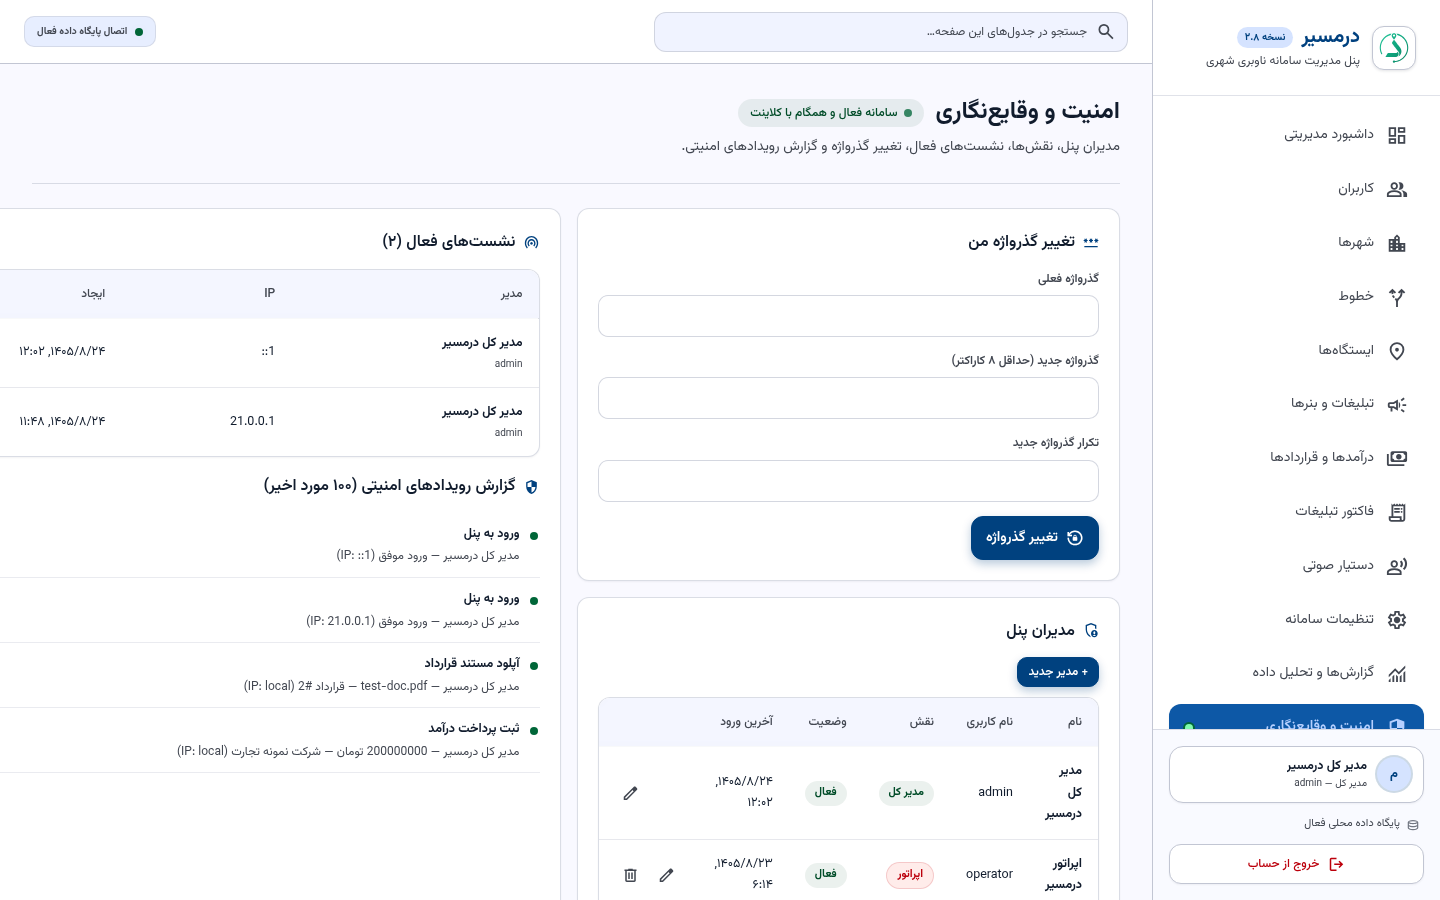 درمسیر
نسخه ۲.۸
پنل مدیریت سامانه ناوبری شهری
داشبورد مدیریتی
کاربران
شهرها
خطوط
ایستگاه‌ها
تبلیغات و بنرها
درآمدها و قراردادها
فاکتور تبلیغات
دستیار صوتی
تنظیمات سامانه
گزارش‌ها و تحلیل داده
امنیت و وقایع‌نگاری
م
مدیر کل درمسیر
مدیر کل — admin
پایگاه داده محلی فعال
خروج از حساب
جستجو در جدول‌های این صفحه...
اتصال پایگاه داده فعال
امنیت و وقایع‌نگاری
سامانه فعال و همگام با کلاینت
مدیران پنل، نقش‌ها، نشست‌های فعال، تغییر گذرواژه و گزارش رویدادهای امنیتی.
تغییر گذرواژه من
گذرواژه فعلی
گذرواژه جدید (حداقل ۸ کاراکتر)
تکرار گذرواژه جدید
تغییر گذرواژه
مدیران پنل
+ مدیر جدید
نام نام کاربری نقش وضعیت آخرین ورود
مدیر کل درمسیر admin مدیر کل فعال ۱۴۰۵/۸/۲۴, ۱۲:۰۲
اپراتور درمسیر operator اپراتور فعال ۱۴۰۵/۸/۲۳, ۶:۱۴
نشست‌های فعال (۲)
مدیر IP ایجاد
مدیر کل درمسیر ::1 ۱۴۰۵/۸/۲۴, ۱۲:۰۲
admin
مدیر کل درمسیر 21.0.0.1 ۱۴۰۵/۸/۲۴, ۱۱:۴۸
admin
گزارش رویدادهای امنیتی (۱۰۰ مورد اخیر)
ورود به پنل
مدیر کل درمسیر — ورود موفق (IP: ::1)
ورود به پنل
مدیر کل درمسیر — ورود موفق (IP: 21.0.0.1)
آپلود مستند قرارداد
مدیر کل درمسیر — test-doc.pdf — قرارداد #2 (IP: local)
ثبت پرداخت درآمد
مدیر کل درمسیر — 200000000 تومان — شرکت نمونه تجارت (IP: local)